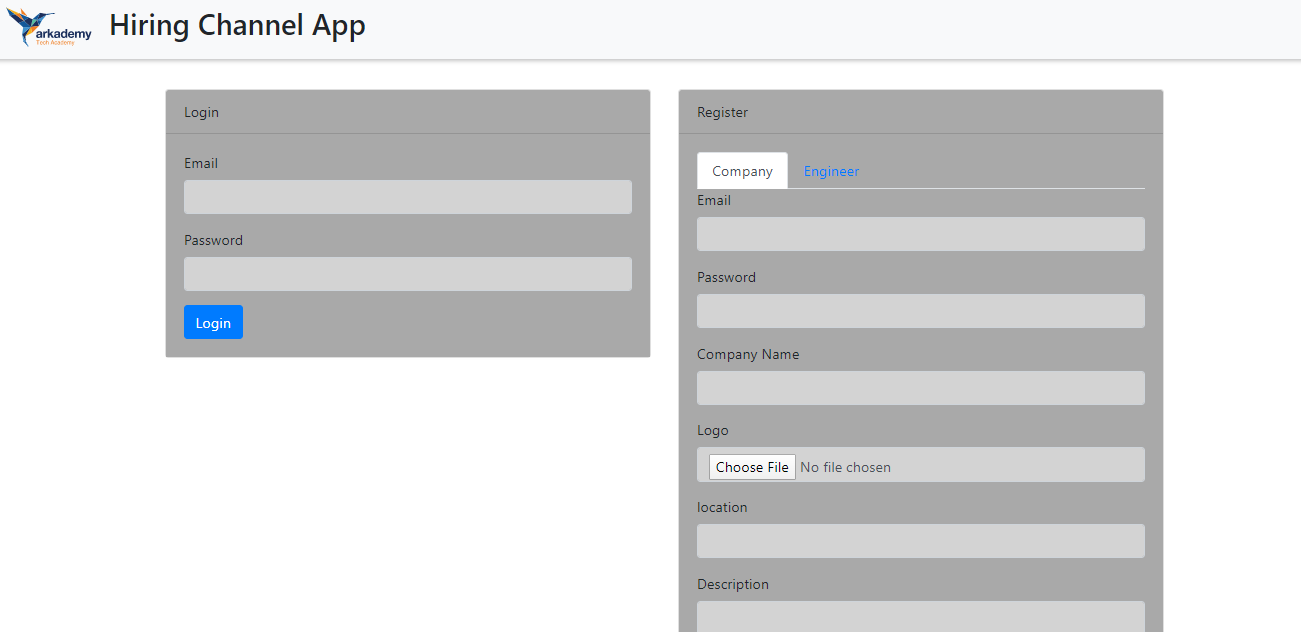 arkademy
Tech Academy
Hiring Channel App
Login
Email
Password
Login
Register
Company Engineer
Email
Password
Company Name
Logo
Choose File No file chosen
location
Description